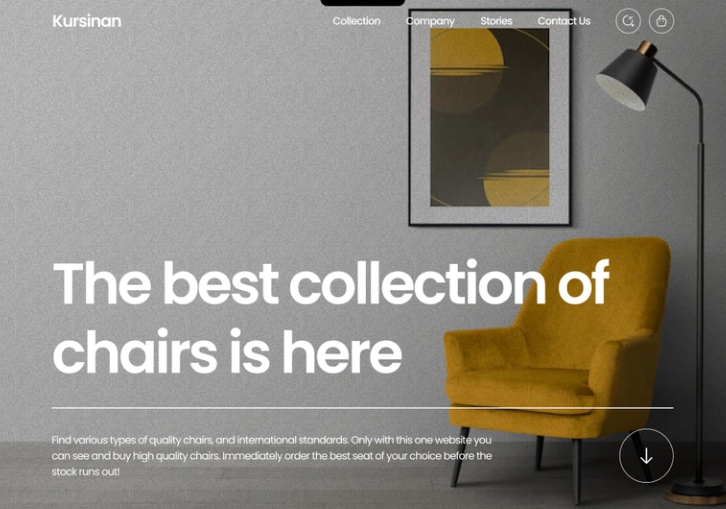 Kursinan
Collection Company Stories Contact Us
The best collection of
chairs is here
Find various types of quality chairs, and international standards. Only with this one website you
can see and buy high quality chairs. Immediately order the best seat of your choice before the
stock runs out!